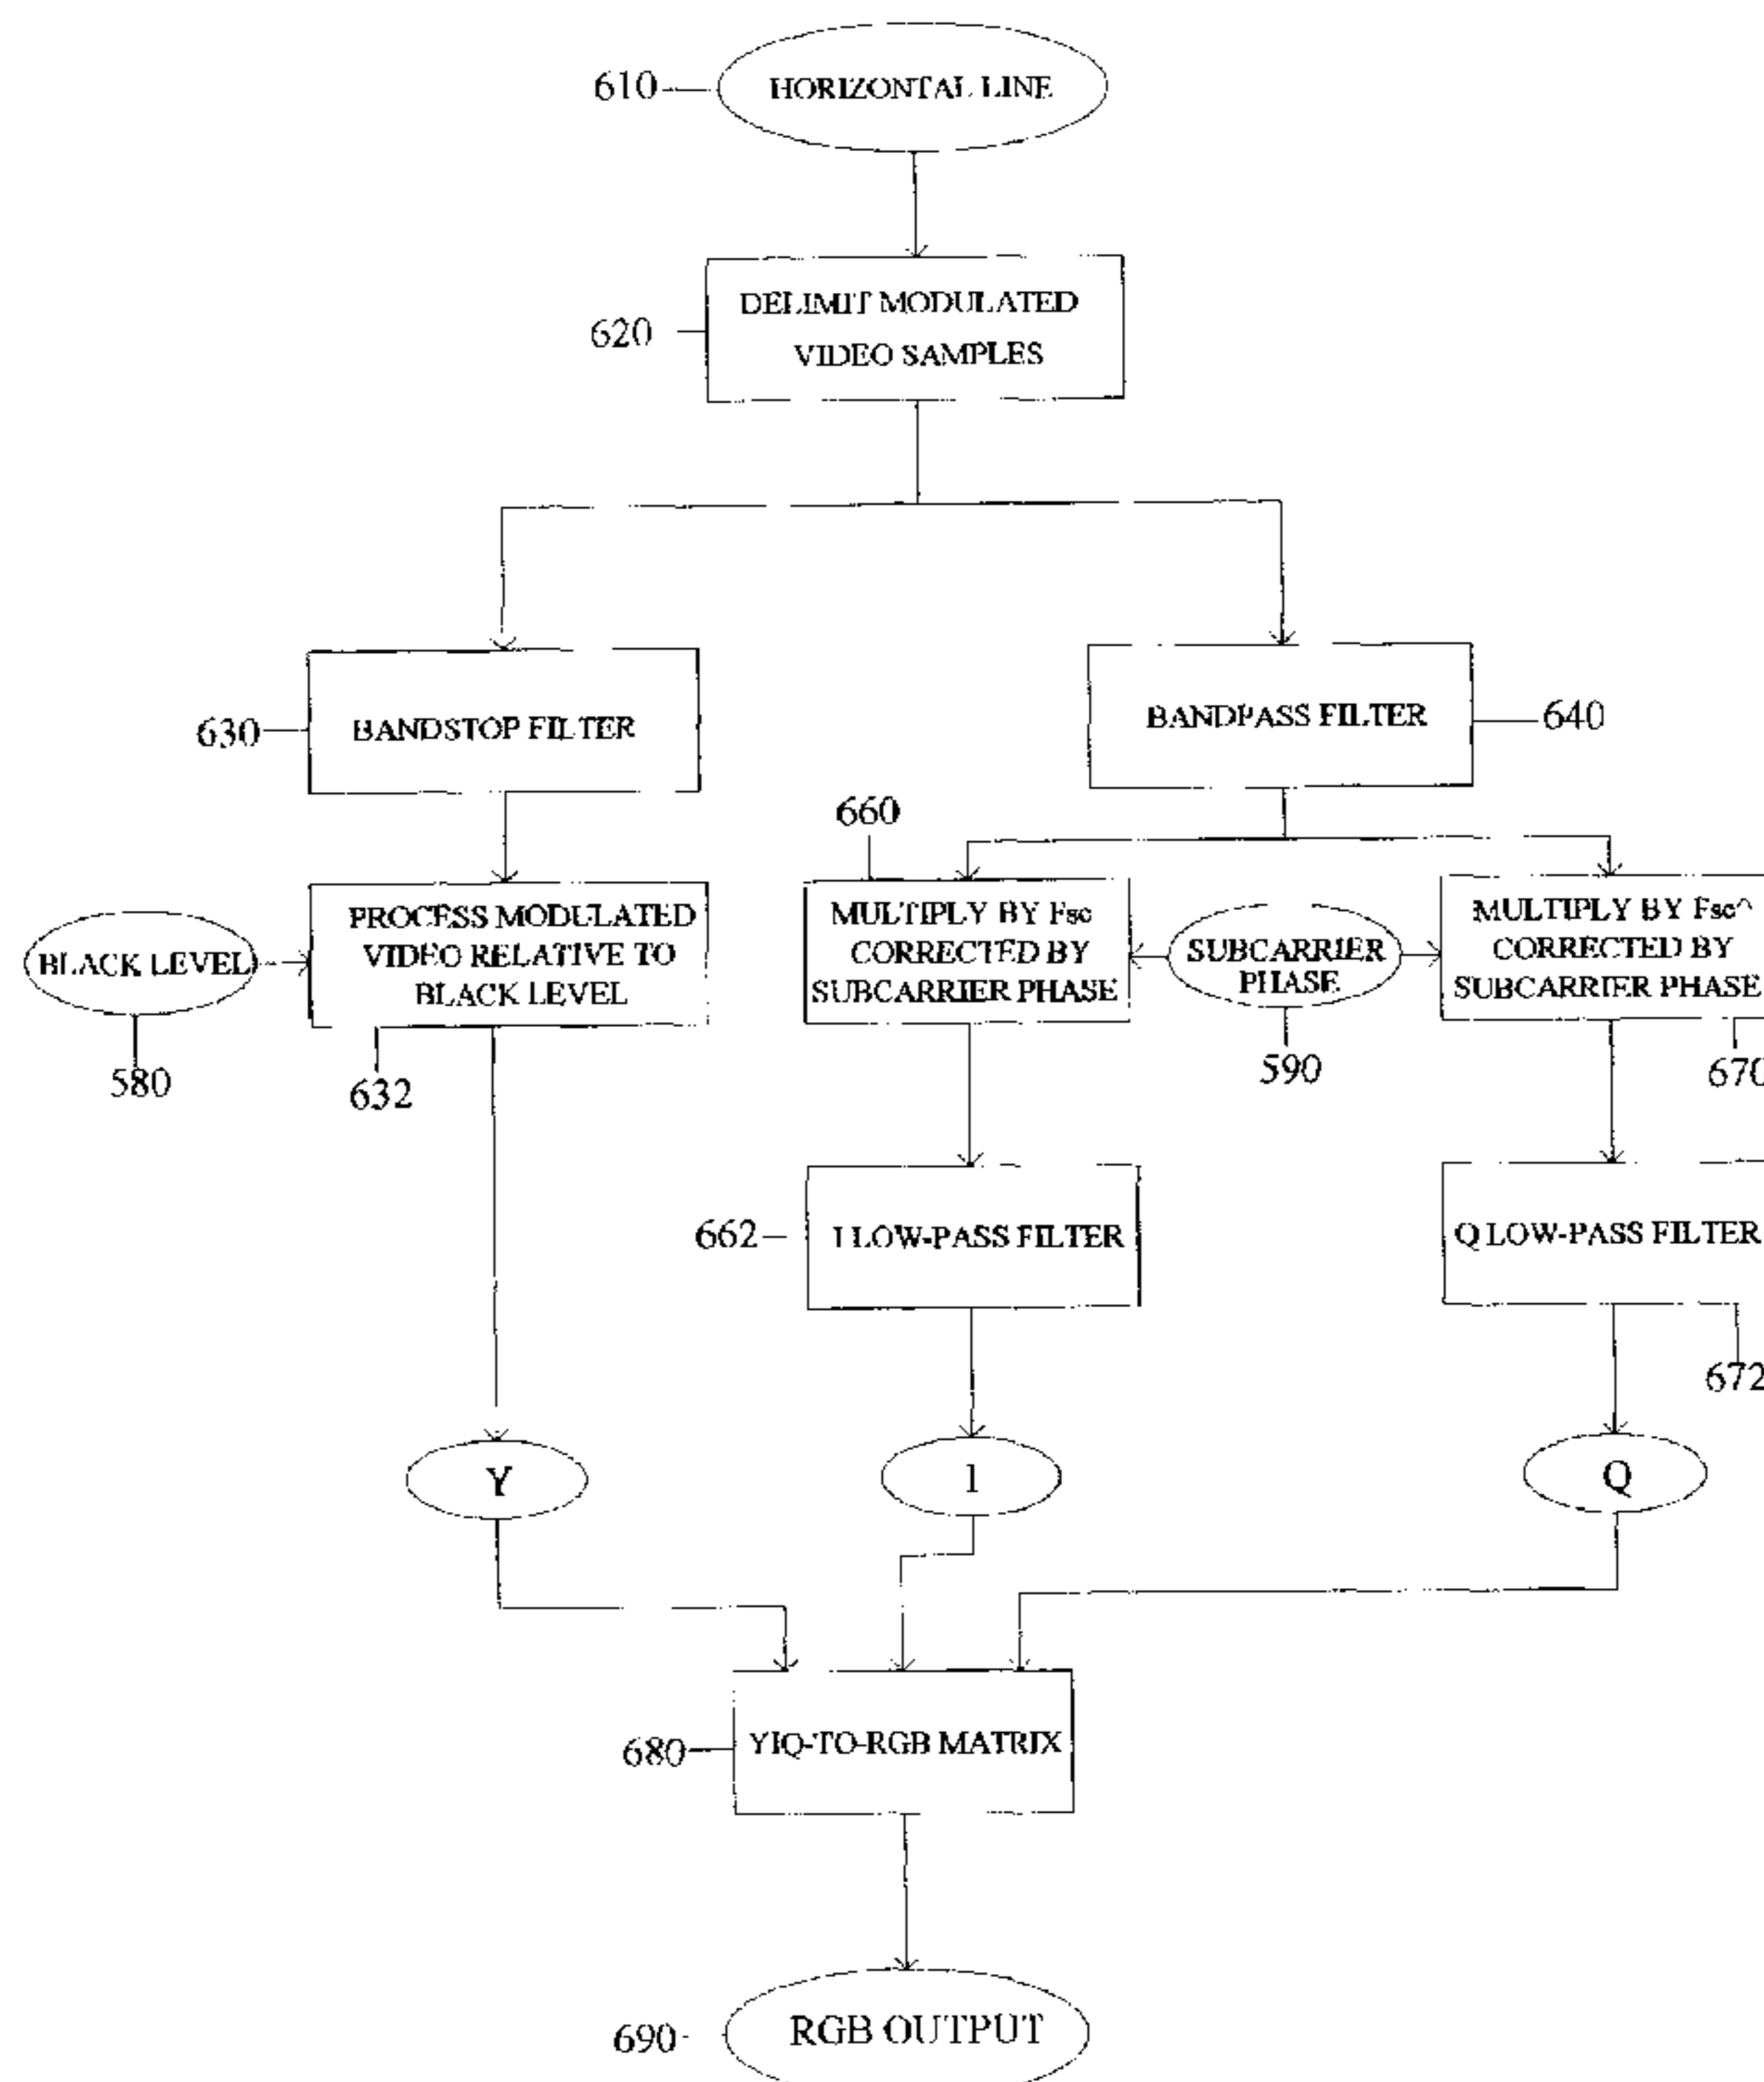 610
HORIZONTAL LINE
620
DELIMIT MODULATED
VIDEO SAMPLES
630
BANDSTOP FILTER
BANDPASS FILTER
640
660
BLACK LEVEL
580
PROCESS MODULATED
VIDEO RELATIVE TO
BLACK LEVEL
632
MULTIPLY BY Fsc
CORRECTED BY
SUBCARRIER PHASE
SUBCARRIER
PHASE
590
MULTIPLY BY Fsc^
CORRECTED BY
SUBCARRIER PHASE
670
662
I LOW-PASS FILTER
Q LOW-PASS FILTER
672
Y
I
Q
680
YIQ-TO-RGB MATRIX
690
RGB OUTPUT